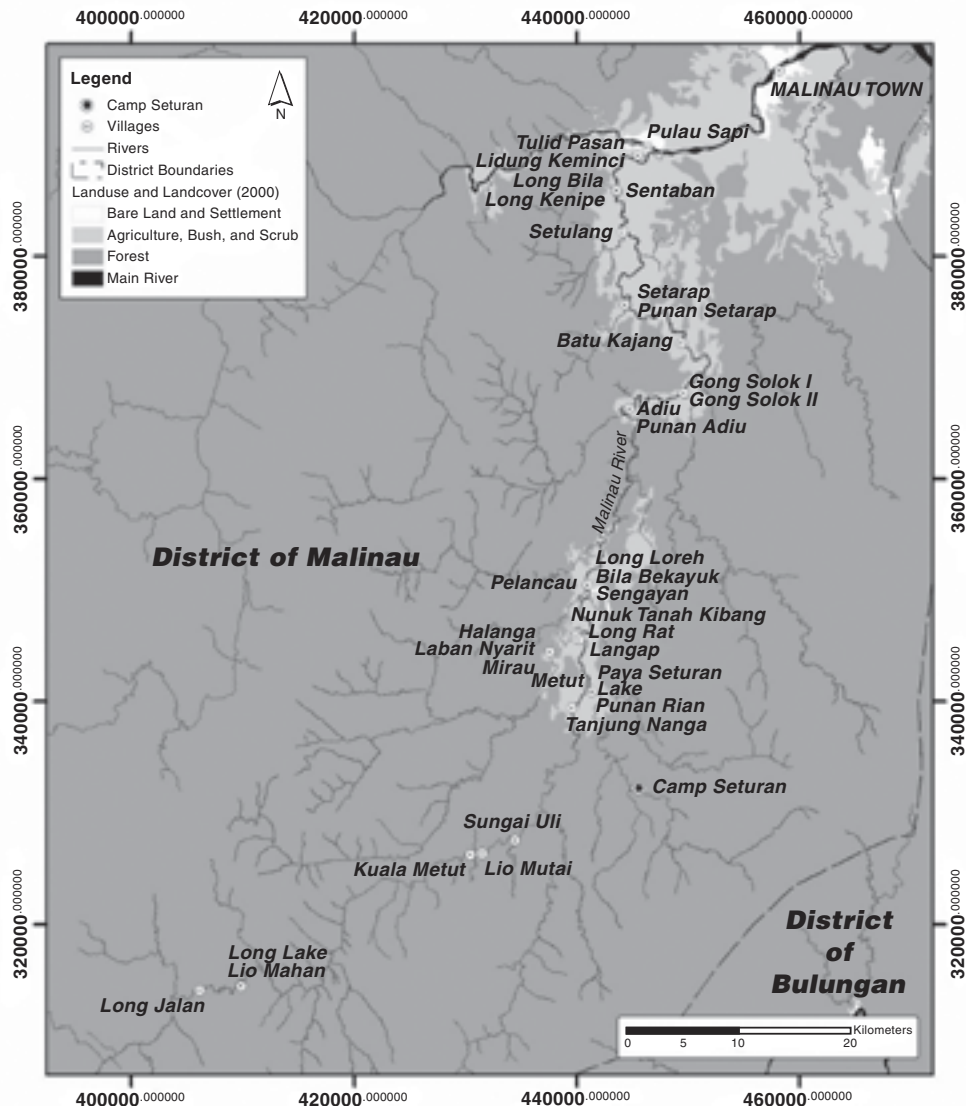 400000.000000
420000.000000
440000.000000
460000.000000
Legend
Camp Seturan
Villages
Rivers
District Boundaries
Landuse and Landcover (2000)
Bare Land and Settlement
Agriculture, Bush, and Scrub
Forest
Main River
N
MALINAU TOWN
Pulau Sapi
Tulid Pasan
Lidung Keminci
Long Bila
Long Kenipe
Sentaban
Setulang
380000.000000
380000.000000
Setarap
Punan Setarap
Batu Kajang
Gong Solok I
Gong Solok II
Adiu
Punan Adiu
Malinau River
360000.000000
360000.000000
District of Malinau
Long Loreh
Pelancau
Bila Bekayuk
Sengayan
Nunuk Tanah Kibang
Halanga
Long Rat
Laban Nyarit
Langap
Mirau
Metut
Paya Seturan
Lake
Punan Rian
Tanjung Nanga
340000.000000
340000.000000
Camp Seturan
Sungai Uli
Kuala Metut
Lio Mutai
320000.000000
320000.000000
District
of
Bulungan
Long Lake
Lio Mahan
Long Jalan
Kilometers
0 5 10 20
400000.000000
420000.000000
440000.000000
460000.000000